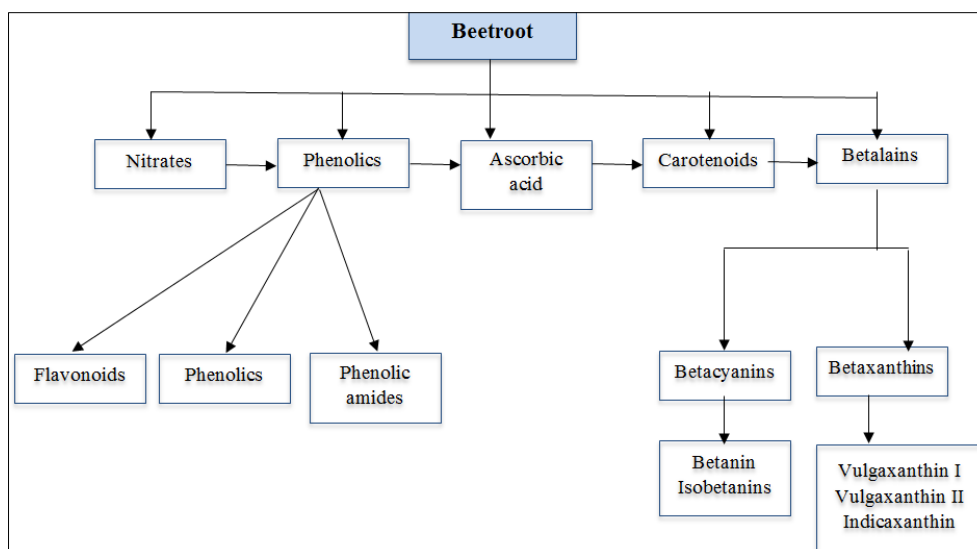 Beetroot
Nitrates
Phenolics
Ascorbic
acid
Carotenoids
Betalains
Flavonoids
Phenolics
Phenolic
amides
Betacyanins
Betaxanthins
Betanin
Isobetanins
Vulgaxanthin I
Vulgaxanthin II
Indicaxanthin